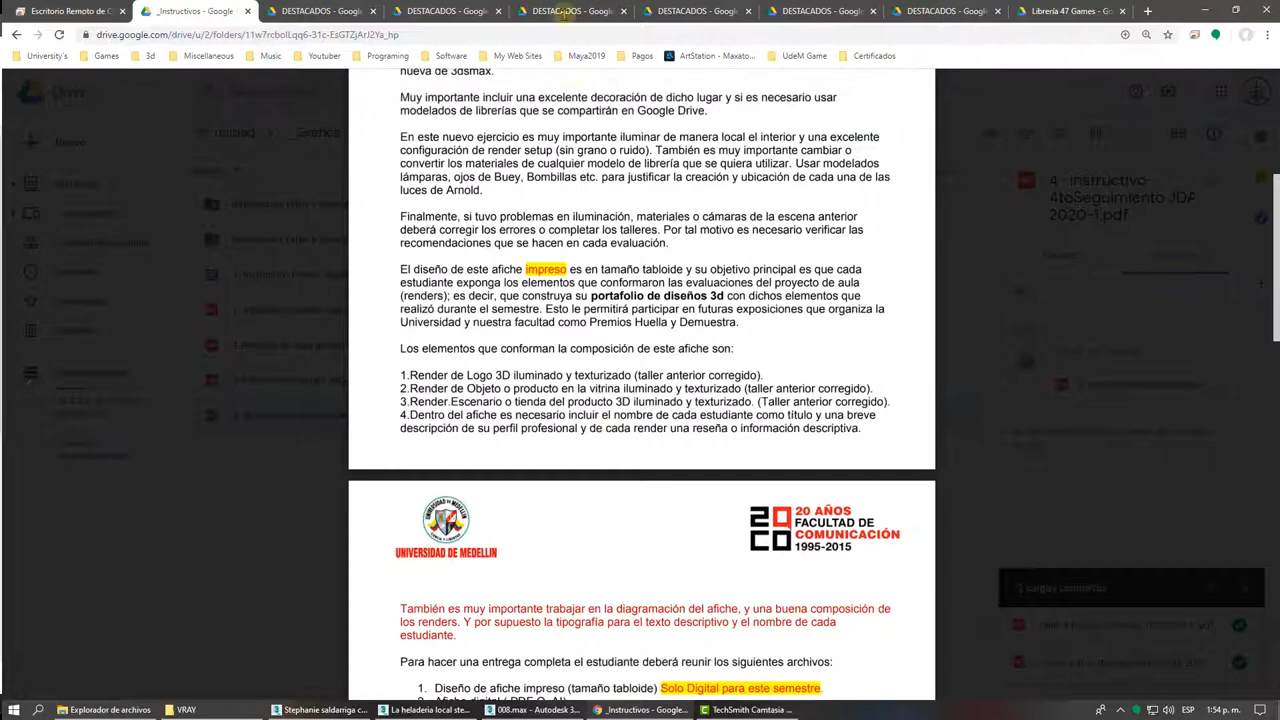 Escritorio Remoto de C
_Instructivos - Google
DESTACADOS - Goo
DESTACADOS - Goo
DESTACADOS - Goo
DESTACADOS - Goo
DESTACADOS - Goo
DESTACADOS - Goo
Librería 47 Games - G
drive.google.com/drive/u/2/folders/11w7rcboILqq6-31c-EsGTZjArJ2Ya_hp
University's
Games
3d
Miscellaneous
Music
Youtuber
Programing
Software
My Web Sites
Maya2019
Pagos
ArtStation - Maxato...
UdeM Game
Certificados
nueva de 3dsmax.
Muy importante incluir una excelente decoración de dicho lugar y si es necesario usar
modelados de librerías que se compartirán en Google Drive.
En este nuevo ejercicio es muy importante iluminar de manera local el interior y una excelente
configuración de render setup (sin grano o ruido). También es muy importante cambiar o
convertir los materiales de cualquier modelo de librería que se quiera utilizar. Usar modelados
lámparas, ojos de Buey, Bombillas etc. para justificar la creación y ubicación de cada una de las
luces de Arnold.
Finalmente, si tuvo problemas en iluminación, materiales o cámaras de la escena anterior
deberá corregir los errores o completar los talleres. Por tal motivo es necesario verificar las
recomendaciones que se hacen en cada evaluación.
El diseño de este afiche impreso es en tamaño tabloide y su objetivo principal es que cada
estudiante exponga los elementos que conformaron las evaluaciones del proyecto de aula
(renders); es decir, que construya su portafolio de diseños 3d con dichos elementos que
realizó durante el semestre. Esto le permitirá participar en futuras exposiciones que organiza la
Universidad y nuestra facultad como Premios Huella y Demuestra.
Los elementos que conforman la composición de este afiche son:
1.Render de Logo 3D iluminado y texturizado (taller anterior corregido).
2.Render de Objeto o producto en la vitrina iluminado y texturizado (taller anterior corregido).
3.Render.Escenario o tienda del producto 3D iluminado y texturizado. (Taller anterior corregido).
4.Dentro del afiche es necesario incluir el nombre de cada estudiante como título y una breve
descripción de su perfil profesional y de cada render una reseña o información descriptiva.
4 - Instructivo-
4toSeguimiento JDA
2020-1.pdf
Nuevo
UNIVERSIDAD DE MEDELLIN
20 AÑOS
FACULTAD DE
COMUNICACIÓN
1995-2015
También es muy importante trabajar en la diagramación del afiche, y una buena composición de
los renders. Y por supuesto la tipografía para el texto descriptivo y el nombre de cada
estudiante.
Para hacer una entrega completa el estudiante deberá reunir los siguientes archivos:
1. Diseño de afiche impreso (tamaño tabloide) Solo Digital para este semestre.
Explorador de archivos
VRAY
Stephanie saldarriga c...
La heladeria local ste...
008.max - Autodesk 3...
_Instructivos - Google...
TechSmith Camtasia ...
ESP
1:54 p. m.